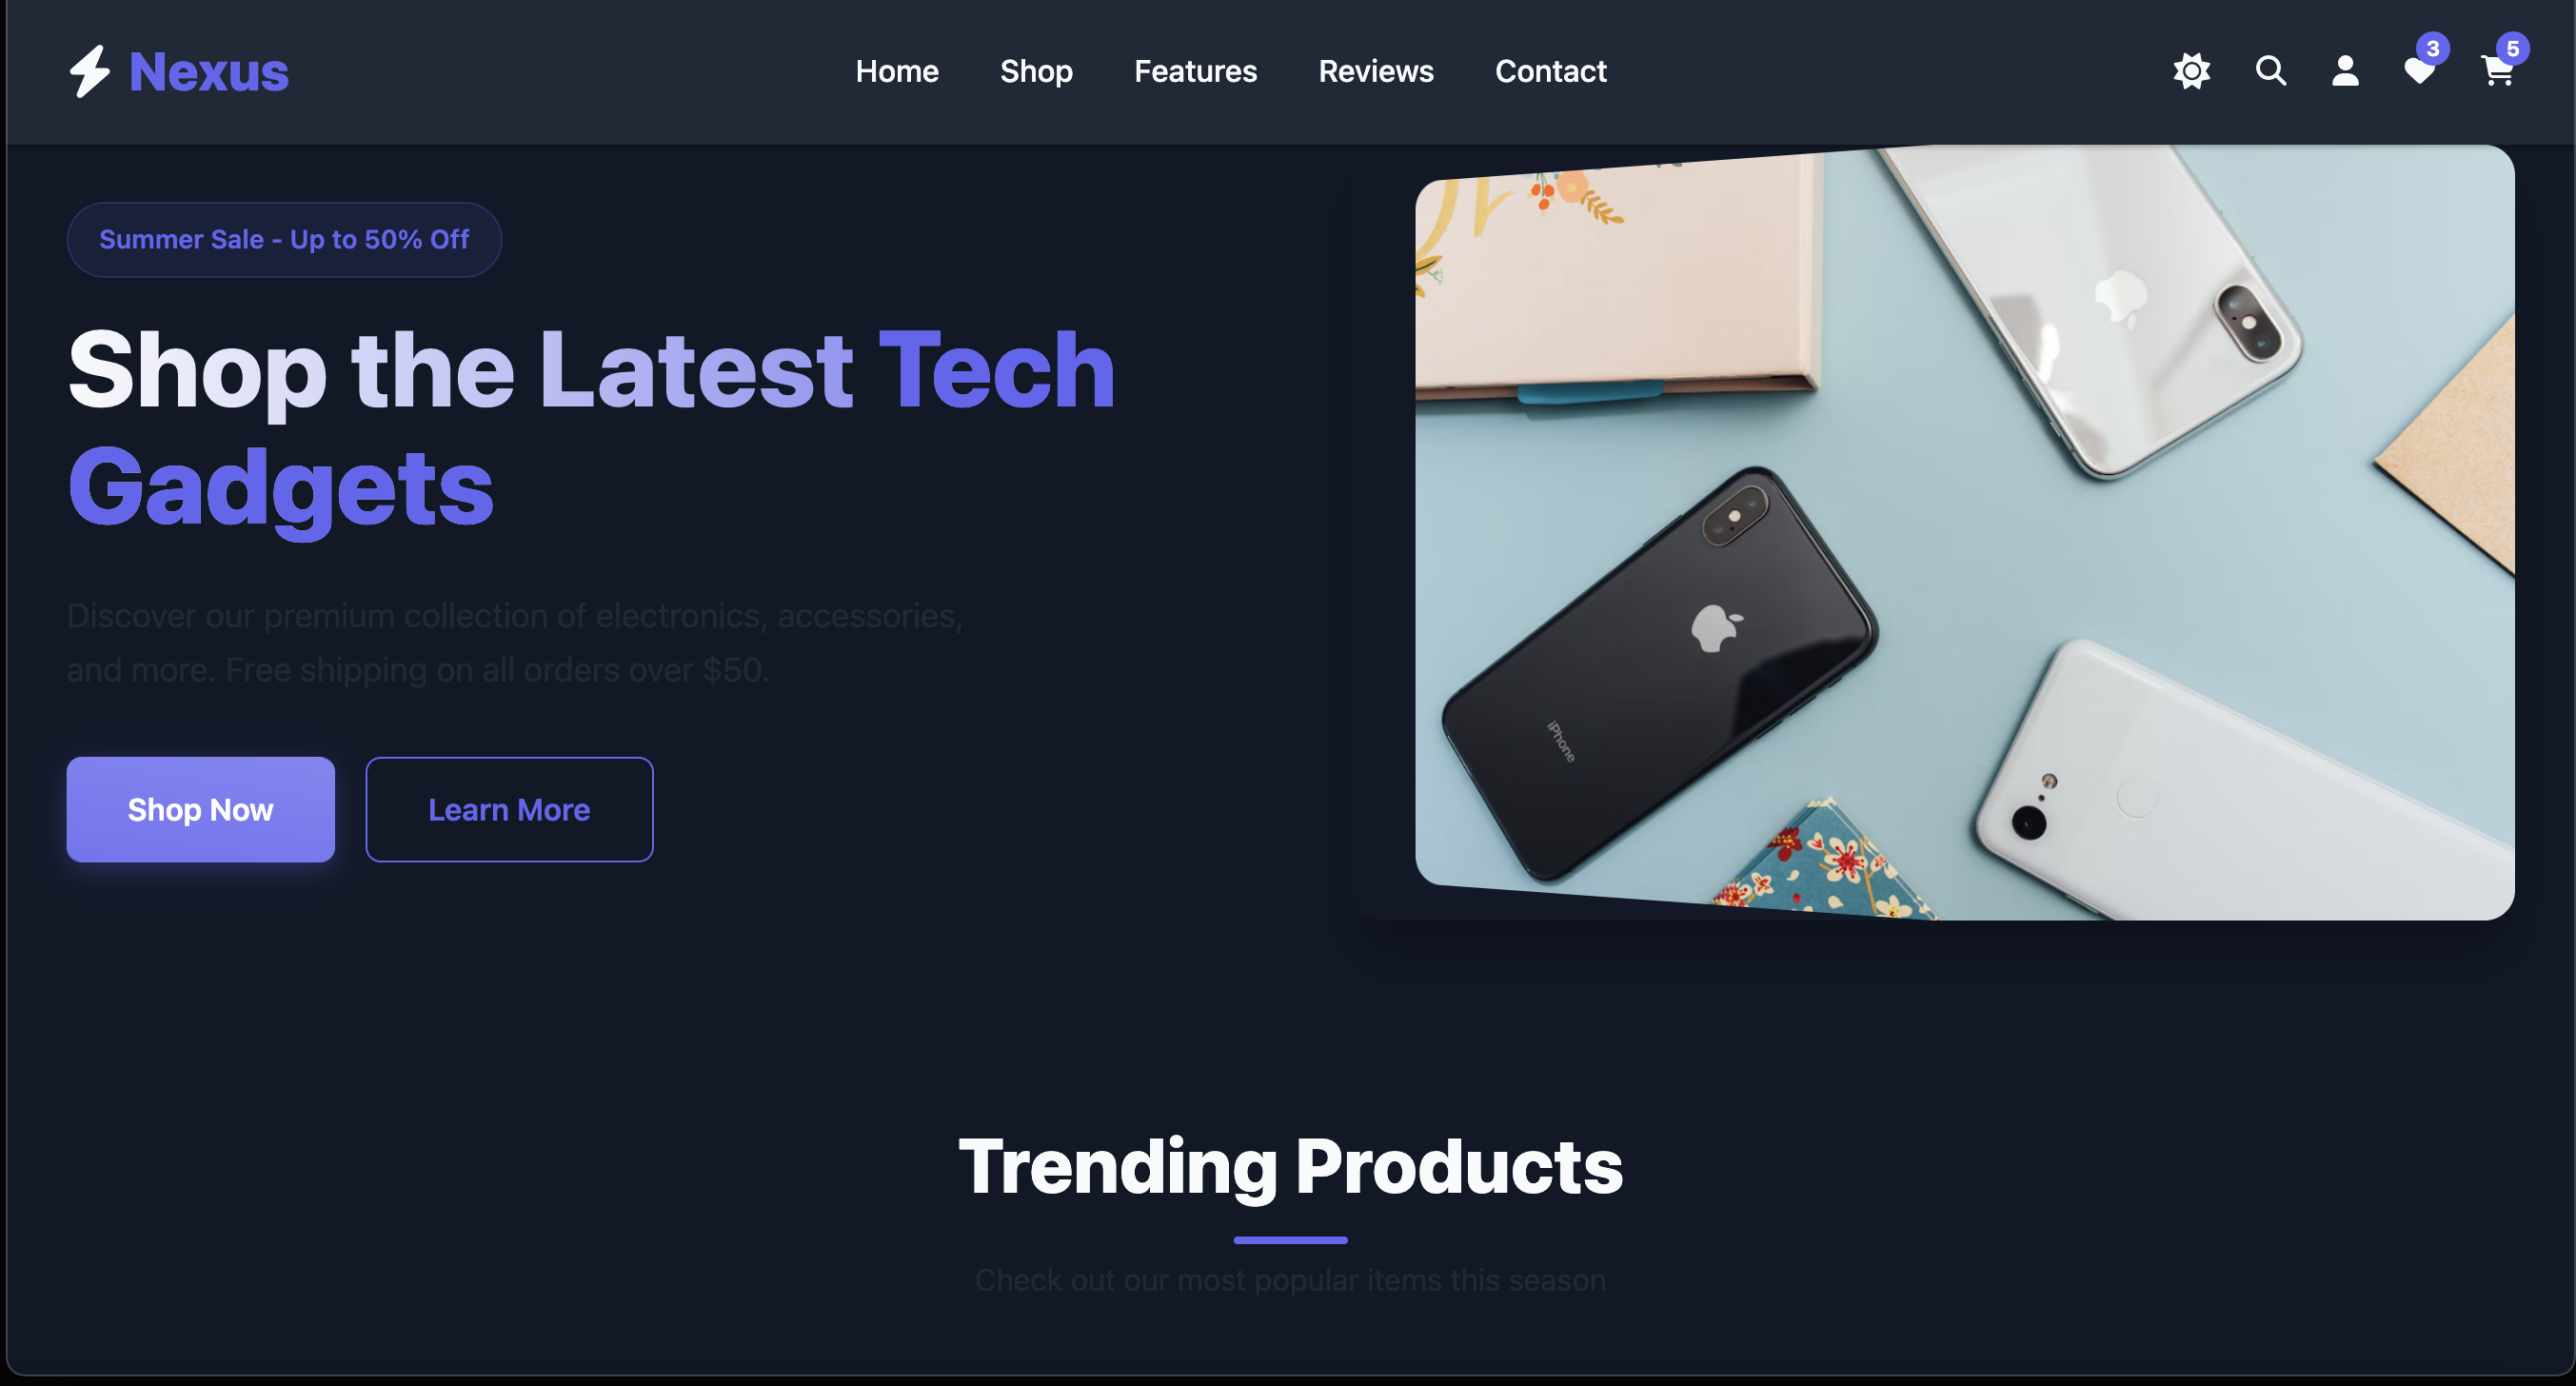 Nexus
Home Shop Features Reviews Contact
3 5
Summer Sale - Up to 50% Off
Shop the Latest Tech
Gadgets
Discover our premium collection of electronics, accessories,
and more. Free shipping on all orders over $50.
Shop Now Learn More
iPhone
Trending Products
Check out our most popular items this season